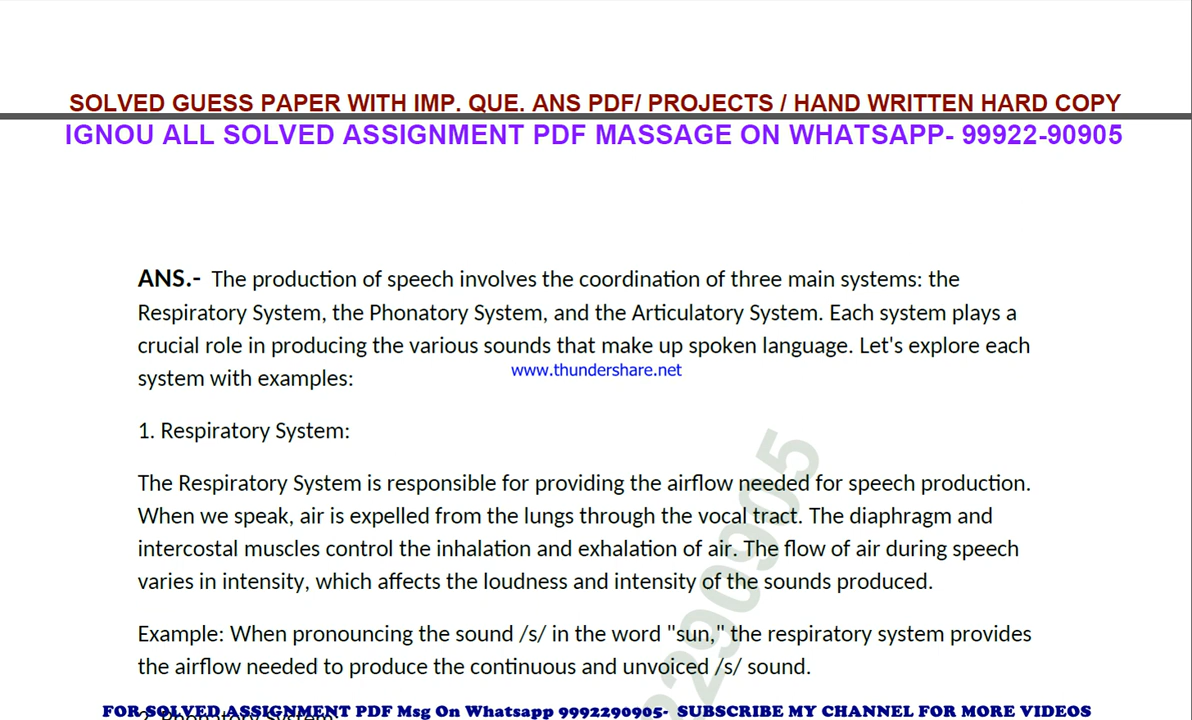 SOLVED GUESS PAPER WITH IMP. QUE. ANS PDF/ PROJECTS / HAND WRITTEN HARD COPY
IGNOU ALL SOLVED ASSIGNMENT PDF MASSAGE ON WHATSAPP- 99922-90905
ANS.- The production of speech involves the coordination of three main systems: the
Respiratory System, the Phonatory System, and the Articulatory System. Each system plays a
crucial role in producing the various sounds that make up spoken language. Let's explore each
system with examples:
www.thundershare.net
1. Respiratory System:
The Respiratory System is responsible for providing the airflow needed for speech production.
When we speak, air is expelled from the lungs through the vocal tract. The diaphragm and
intercostal muscles control the inhalation and exhalation of air. The flow of air during speech
varies in intensity, which affects the loudness and intensity of the sounds produced.
Example: When pronouncing the sound /s/ in the word "sun," the respiratory system provides
the airflow needed to produce the continuous and unvoiced /s/ sound.
2290905
2. Phonatory System:
FOR SOLVED ASSIGNMENT PDF Msg On Whatsapp 9992290905- SUBSCRIBE MY CHANNEL FOR MORE VIDEOS